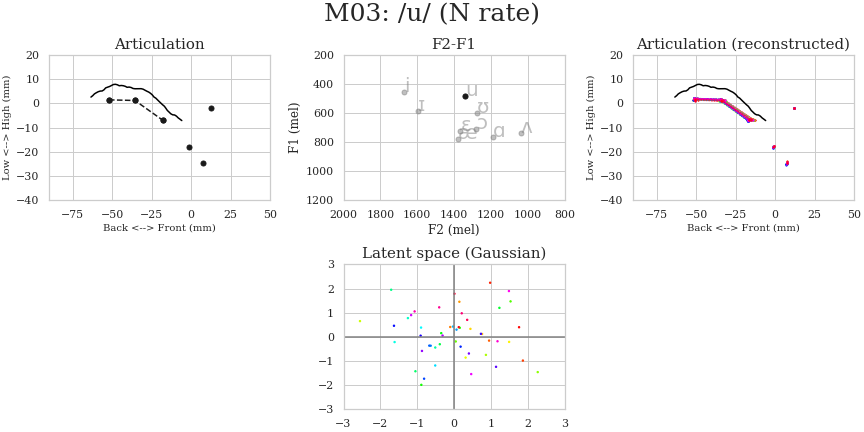 M03: /u/ (N rate)
Articulation
F2-F1
Articulation (reconstructed)
20
10
0
−10
−20
−30
−40
−75 −50 −25 0 25 50
Low <--> High (mm)
Back <--> Front (mm)
200
400
600
800
1000
1200
2000 1800 1600 1400 1200 1000 800
F1 (mel)
F2 (mel)
i
ɪ
u
ʊ
ɛ
ɔ
æ
ɑ
ʌ
20
10
0
−10
−20
−30
−40
−75 −50 −25 0 25 50
Low <--> High (mm)
Back <--> Front (mm)
Latent space (Gaussian)
3
2
1
0
−1
−2
−3
−3 −2 −1 0 1 2 3